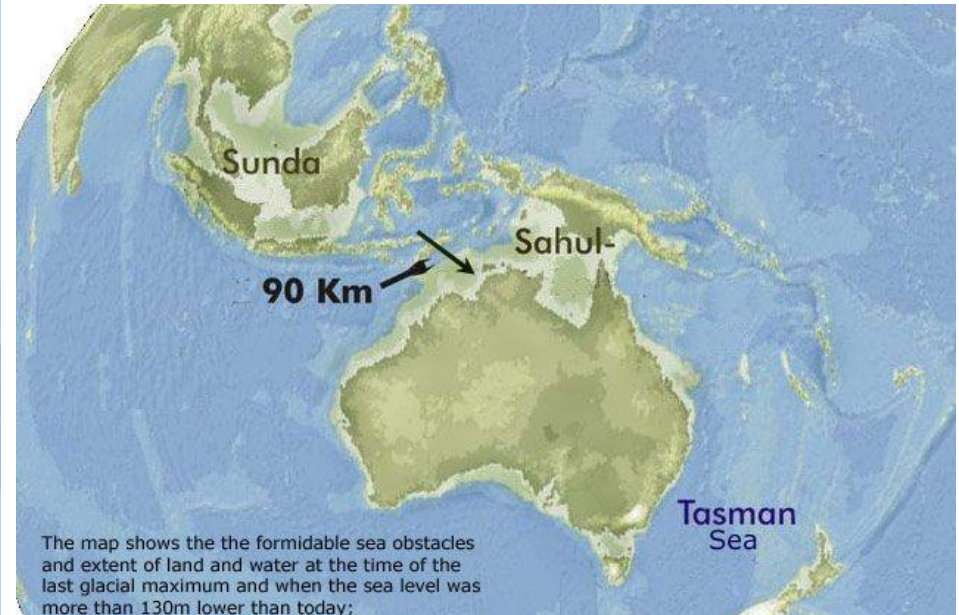 Sunda
Sahul-
90 Km
Tasman
Sea
The map shows the the formidable sea obstacles
and extent of land and water at the time of the
last glacial maximum and when the sea level was
more than 130m lower than today;